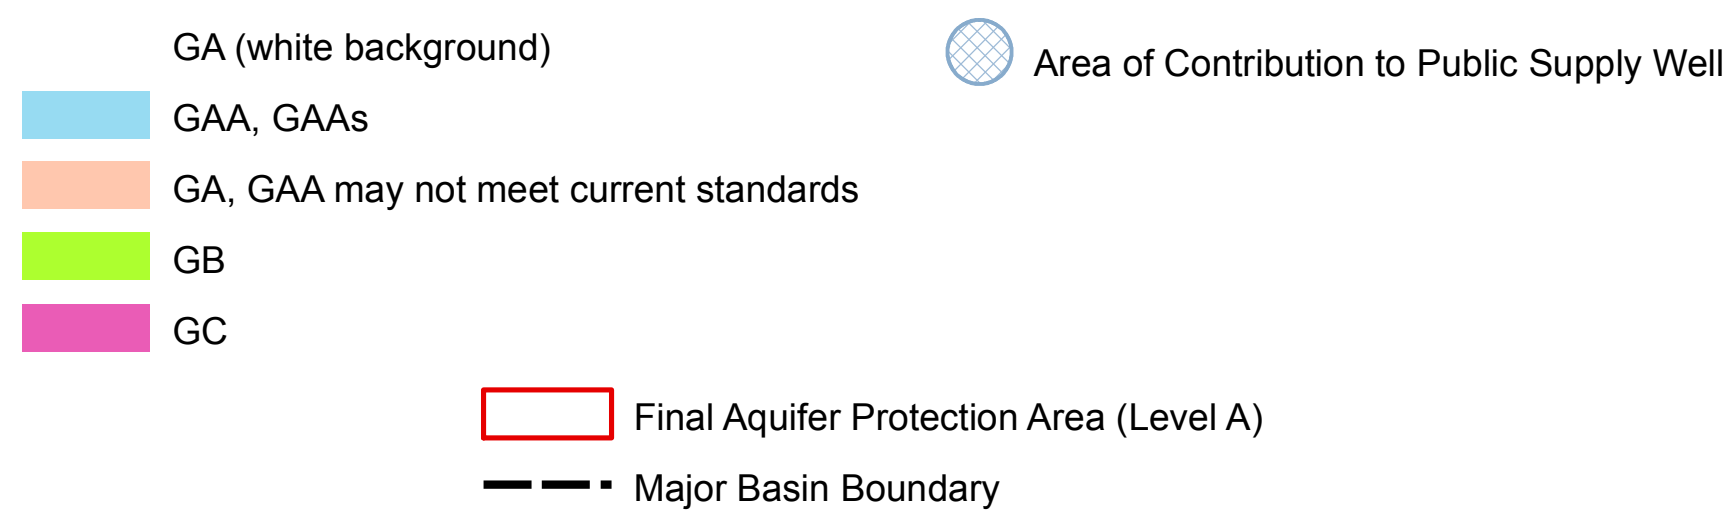 GA (white background)
GAA, GAAs
GA, GAA may not meet current standards
GB
GC
Area of Contribution to Public Supply Well
Final Aquifer Protection Area (Level A)
Major Basin Boundary